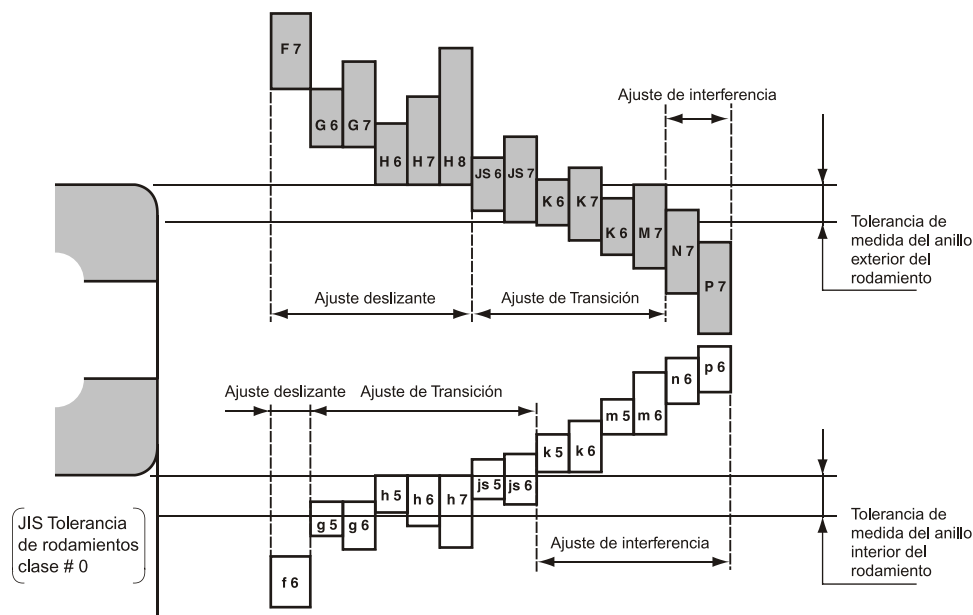 F 7
G 6
G 7
H 6
H 7
H 8
JS 6
JS 7
K 6
K 7
K 6
M 7
N 7
P 7
Ajuste de interferencia
Tolerancia de
medida del anillo
exterior del
rodamiento
Ajuste deslizante
Ajuste de Transición
Ajuste deslizante
Ajuste de Transición
f 6
g 5
g 6
h 5
h 6
h 7
js 5
js 6
k 5
k 6
m 5
m 6
n 6
p 6
Ajuste de interferencia
Tolerancia de
medida del anillo
interior del
rodamiento
JIS Tolerancia
de rodamientos
clase # 0